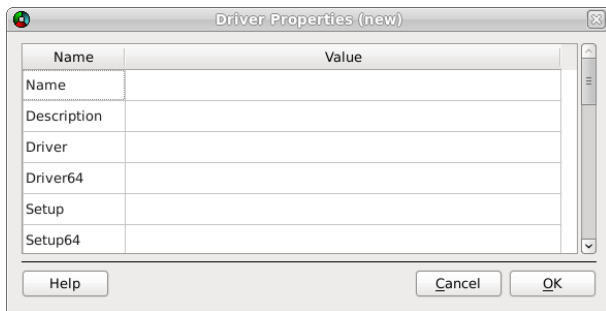 Driver Properties (new)
Name Value
Name
Description
Driver
Driver64
Setup
Setup64
Help Cancel OK